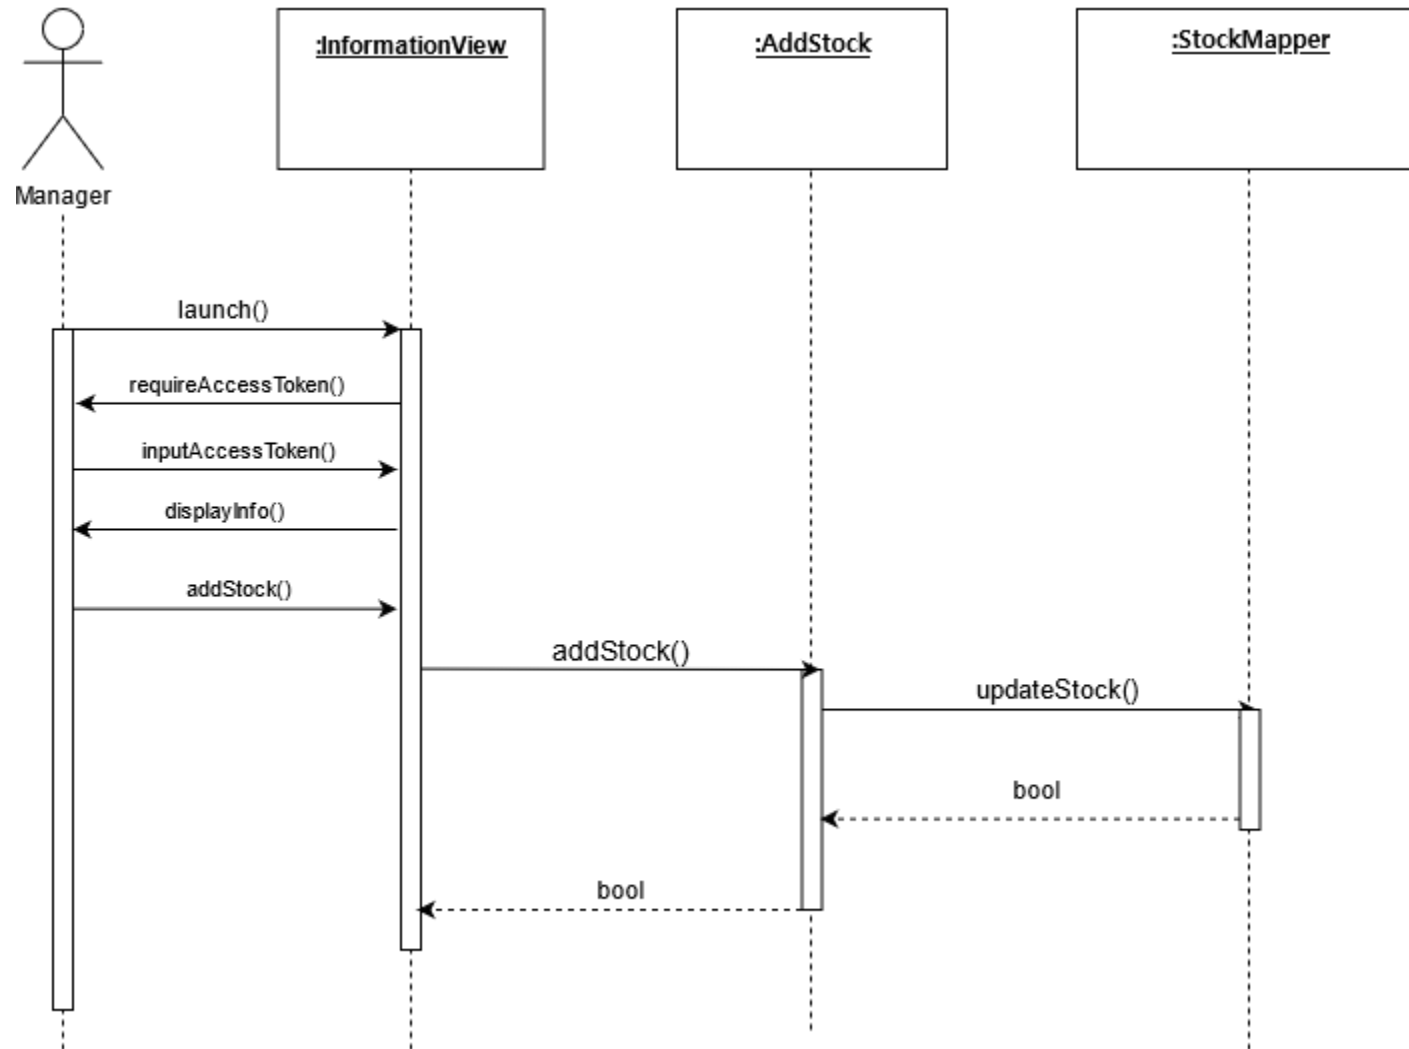 :InformationView
:AddStock
:StockMapper
Manager
launch()
requireAccessToken()
inputAccessToken()
displayInfo()
addStock()
addStock()
updateStock()
bool
bool